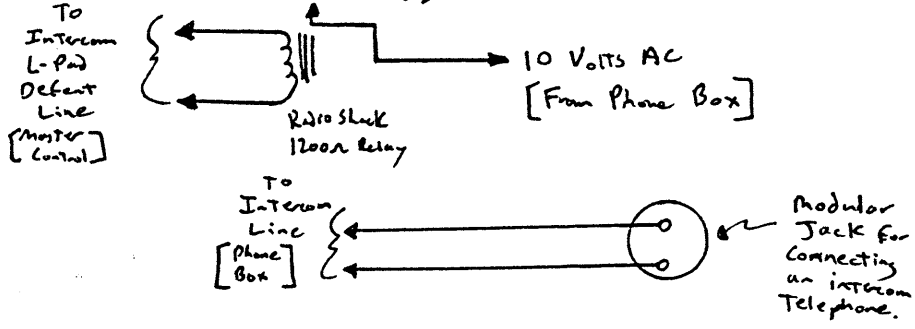 To
Intercom
L-Pad
Defeat
Line
[Master
Control]
Radio Shack
1200Ω Relay
10 Volts AC
[From Phone Box]
To
Intercom
Line
[Phone
Box]
Modular
Jack for
Connecting
an intercom
Telephone.